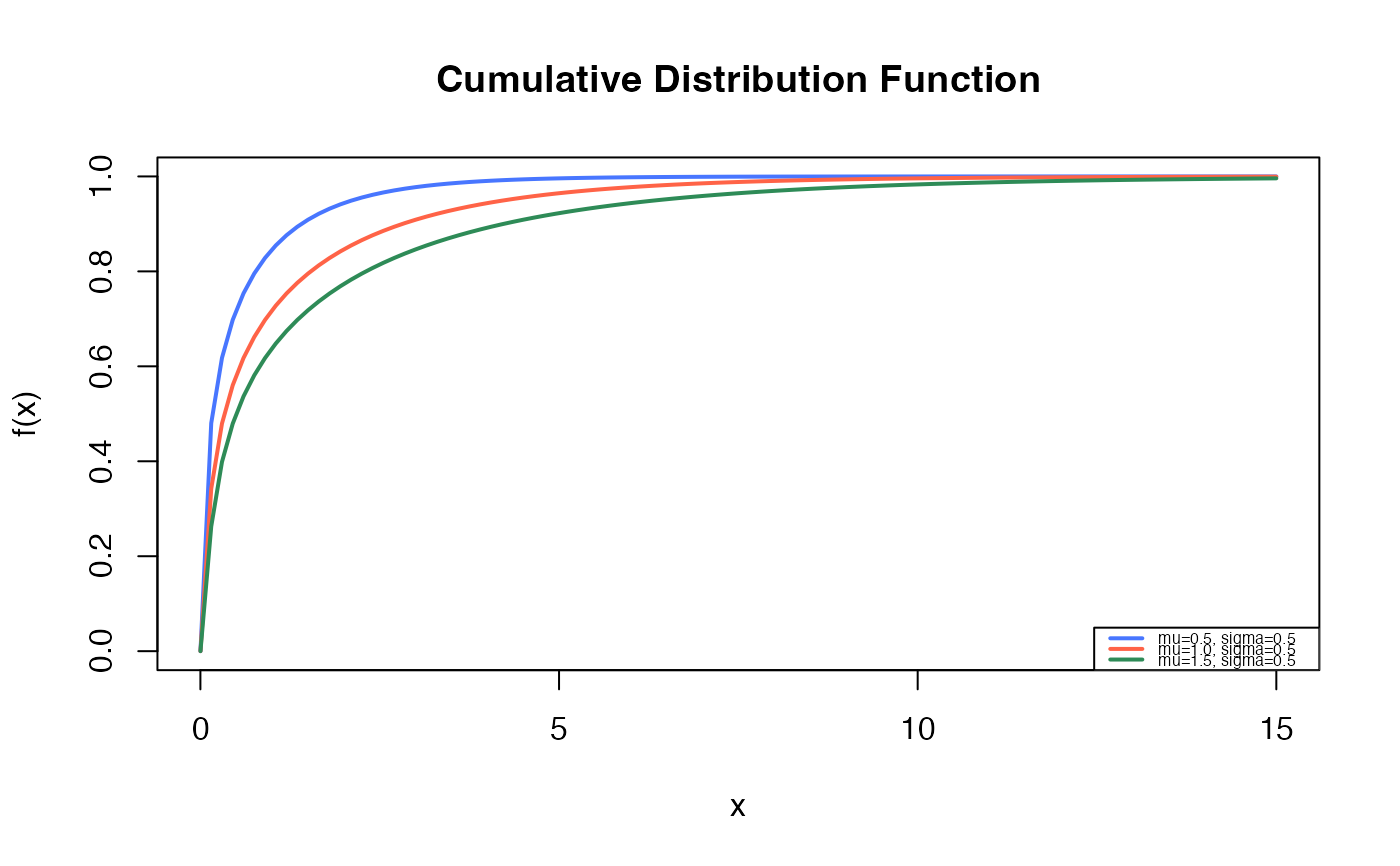 Cumulative Distribution Function
f(x)
1.0
0.8
0.6
0.4
0.2
0.0
mu=0.5, sigma=0.5
mu=1.0, sigma=0.5
mu=1.5, sigma=0.5
0 5 10 15
x